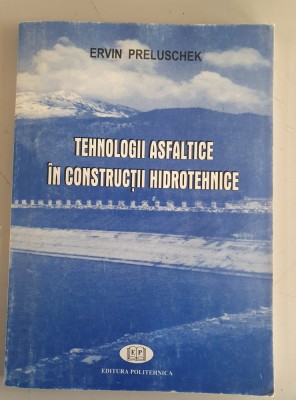 ERVIN PRELUSCHEK
TEHNOLOGII ASFALTICE
ÎN CONSTRUCȚII HIDROTEHNICE
EP
EDITURA POLITEHNICA